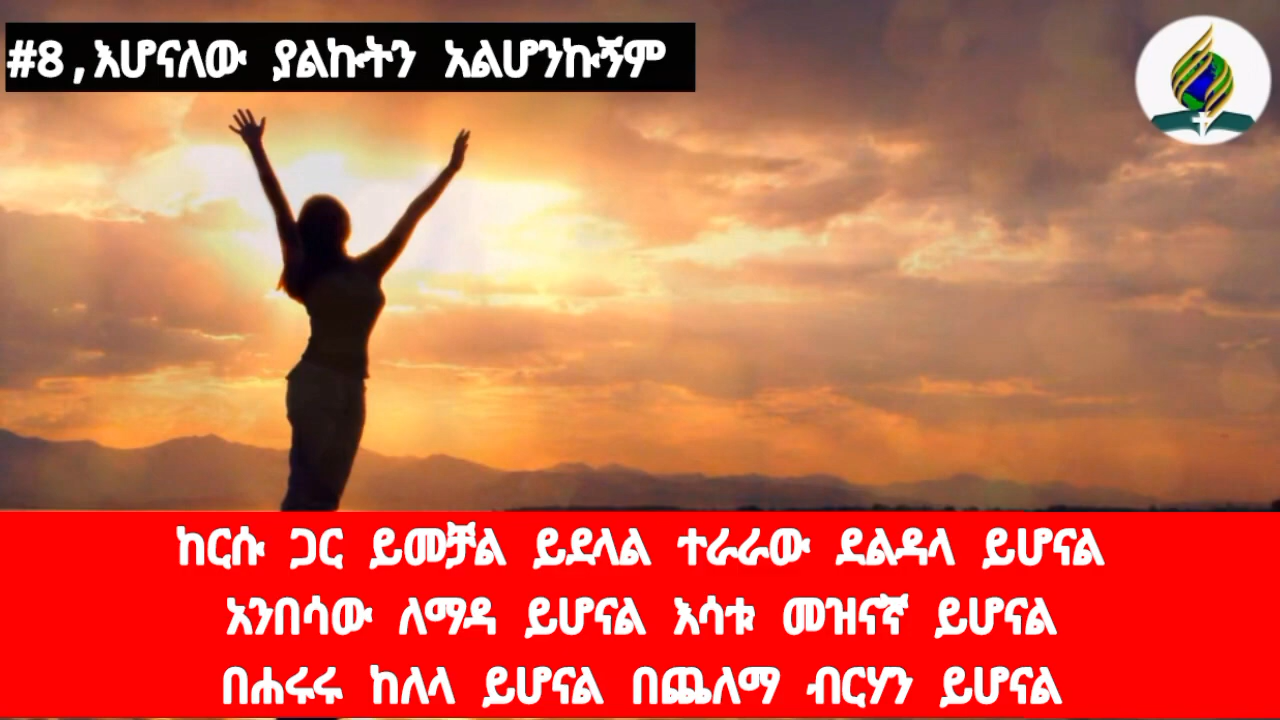 #8,እሆናለው ያልኩትን አልሆንኩኝም
ከርሱ ጋር ይመቻል ይደላል ተራራው ደልዳላ ይሆናል
አንበሳው ለማዳ ይሆናል እሳቱ መዝናኛ ይሆናል
በሐሩሩ ከለላ ይሆናል በጨለማ ብርሃን ይሆናል